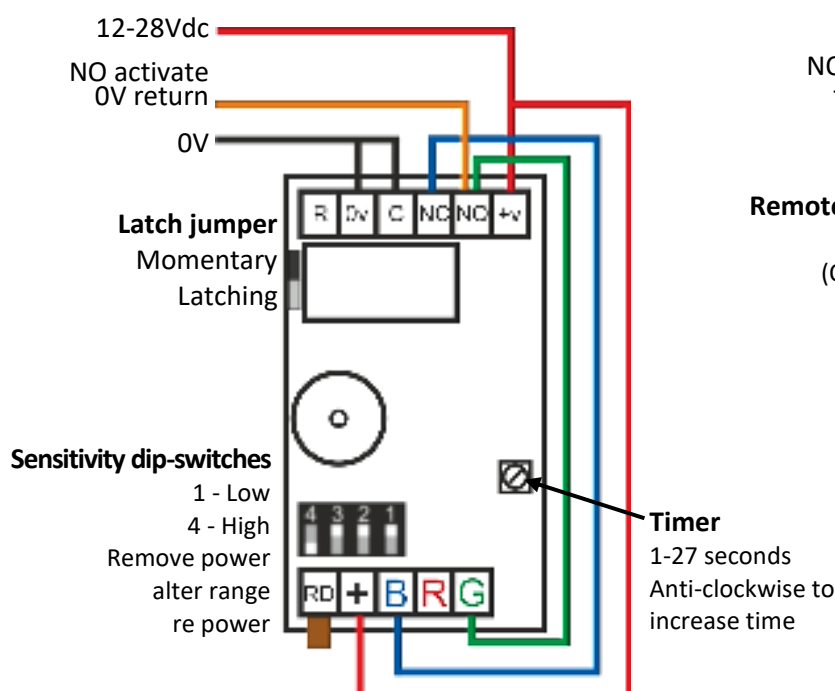 12-28Vdc
NO activate
0V return
0V
Latch jumper
Momentary
Latching
R 0v C NC NO +v
Sensitivity dip-switches
1 - Low
4 - High
Remove power
alter range
re power
4 3 2 1
RD + B R G
Timer
1-27 seconds
Anti-clockwise to
increase time